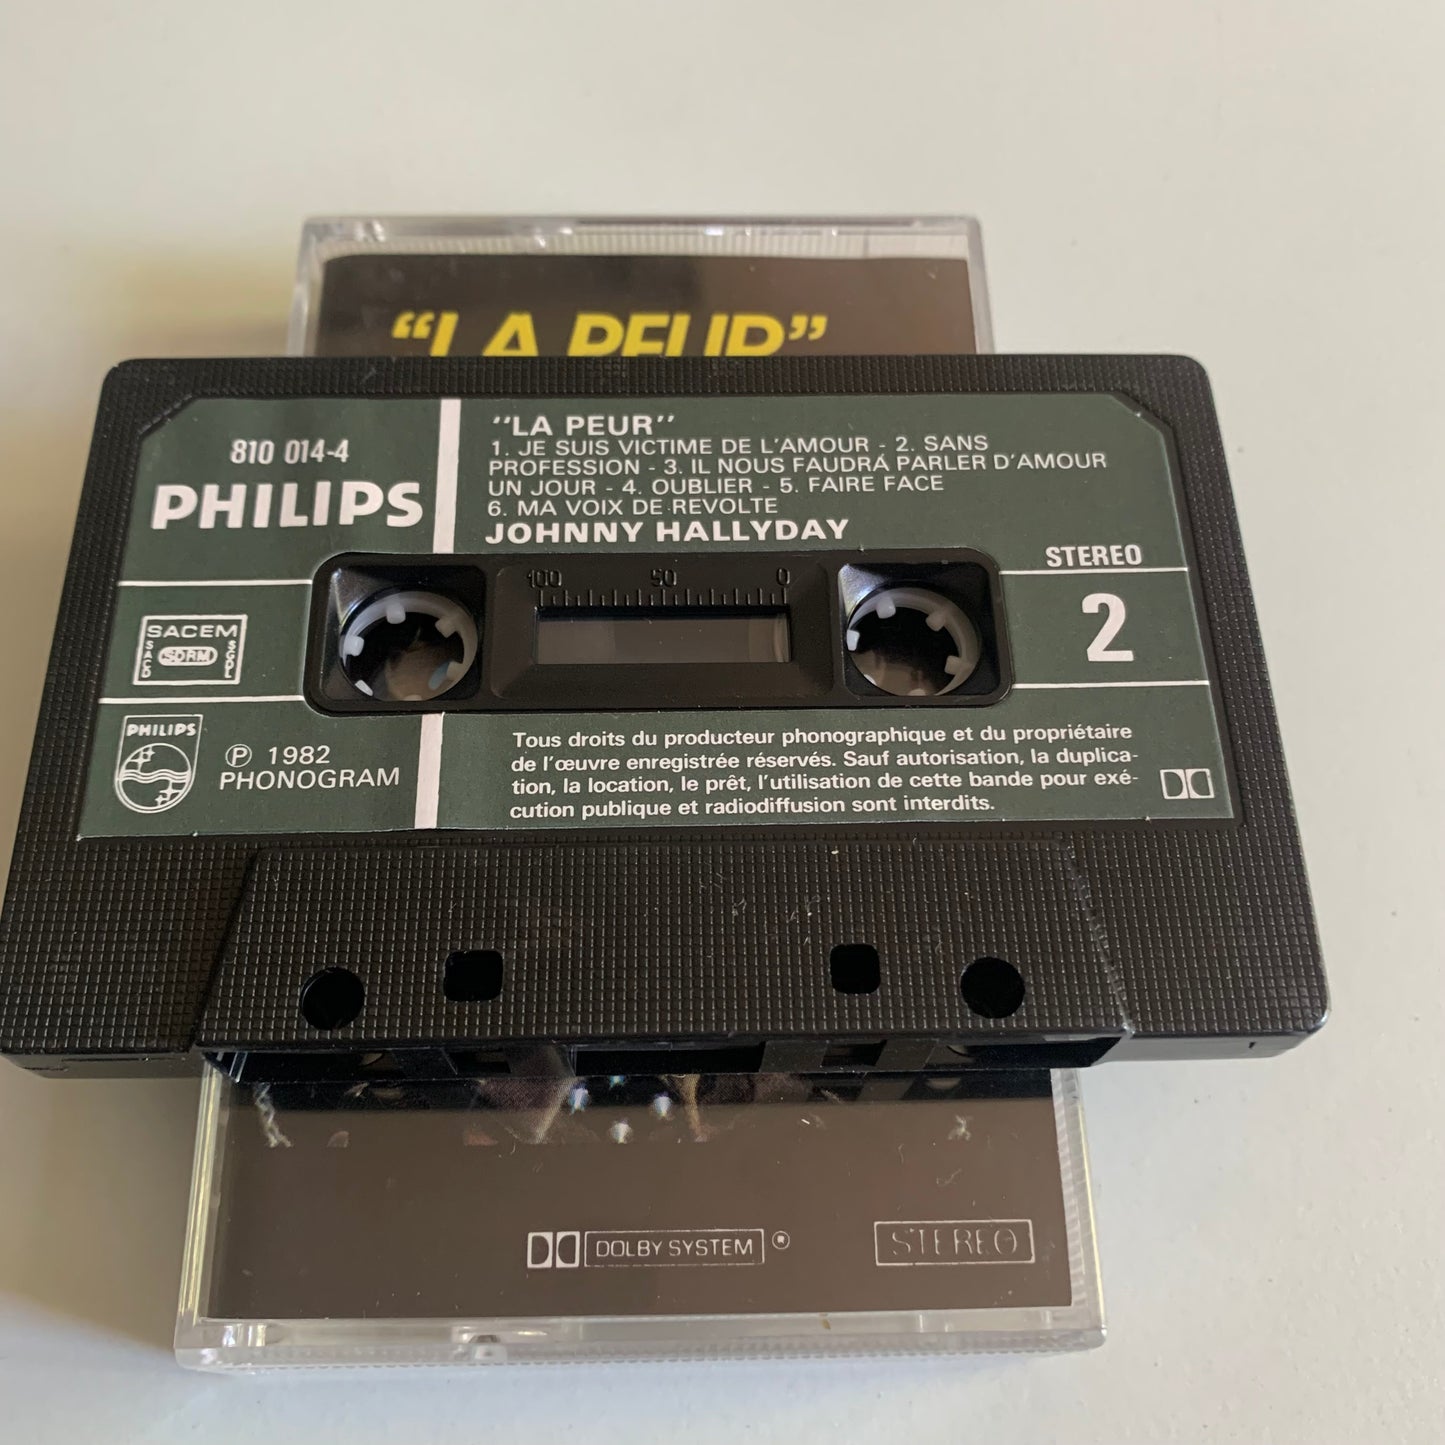 “LA PEUR”
810 014-4
PHILIPS
''LA PEUR''
1. JE SUIS VICTIME DE L'AMOUR - 2. SANS
PROFESSION - 3. IL NOUS FAUDRA PARLER D'AMOUR
UN JOUR - 4. OUBLIER - 5. FAIRE FACE
6. MA VOIX DE REVOLTE
JOHNNY HALLYDAY
100 50 0
STEREO
2
SACEM
SACD SDRM SGDL
PHILIPS
Ⓟ 1982
PHONOGRAM
Tous droits du producteur phonographique et du propriétaire
de l'œuvre enregistrée réservés. Sauf autorisation, la duplica-
tion, la location, le prêt, l'utilisation de cette bande pour exé-
cution publique et radiodiffusion sont interdits.
DOLBY SYSTEM ®
STEREO